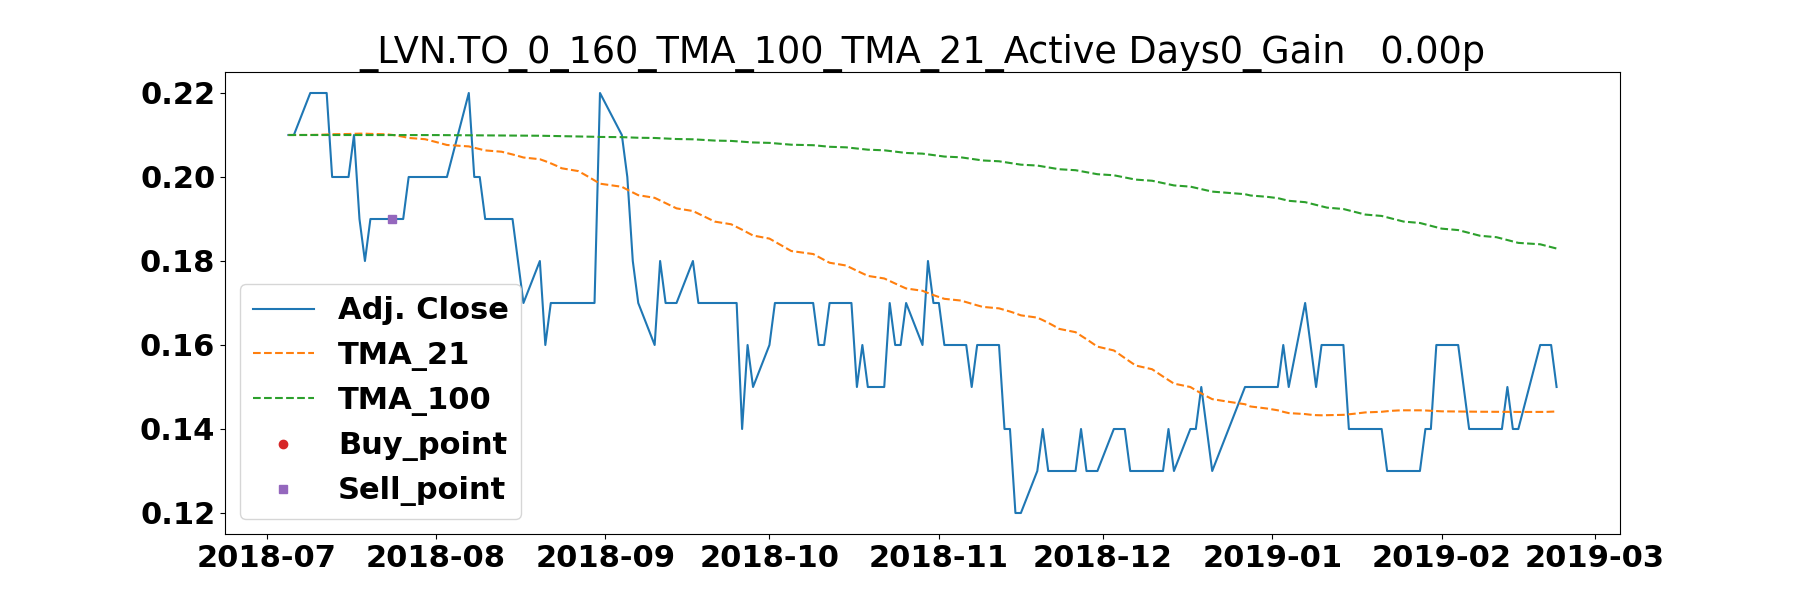 _LVN.TO_0_160_TMA_100_TMA_21_Active Days0_Gain   0.00p
0.22
0.20
0.18
0.16
0.14
0.12
Adj. Close
TMA_21
TMA_100
Buy_point
Sell_point
2018-07 2018-08 2018-09 2018-10 2018-11 2018-12 2019-01 2019-02 2019-03